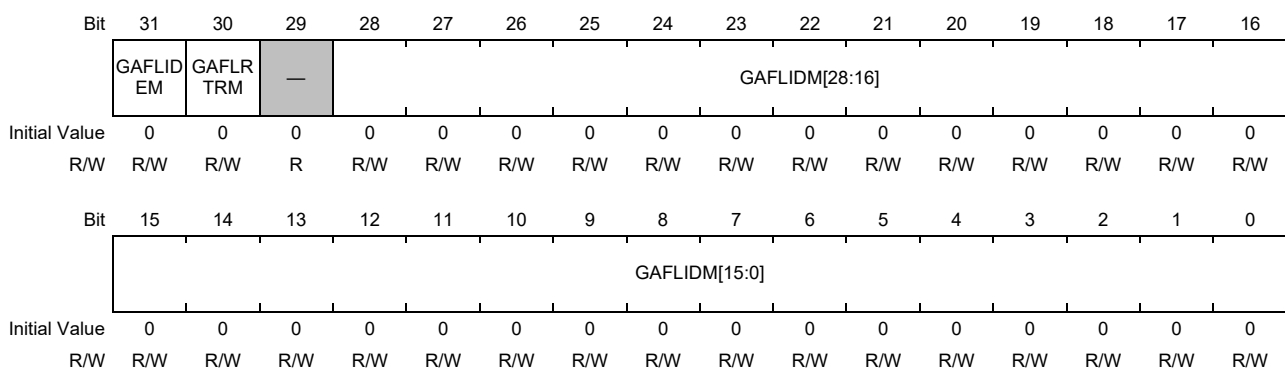 Bit 31 30 29 28 27 26 25 24 23 22 21 20 19 18 17 16
GAFLID GAFLR — GAFLIDM[28:16]
EM TRM
Initial Value 0 0 0 0 0 0 0 0 0 0 0 0 0 0 0 0
R/W R/W R/W R R/W R/W R/W R/W R/W R/W R/W R/W R/W R/W R/W R/W R/W
Bit 15 14 13 12 11 10 9 8 7 6 5 4 3 2 1 0
GAFLIDM[15:0]
Initial Value 0 0 0 0 0 0 0 0 0 0 0 0 0 0 0 0
R/W R/W R/W R/W R/W R/W R/W R/W R/W R/W R/W R/W R/W R/W R/W R/W R/W